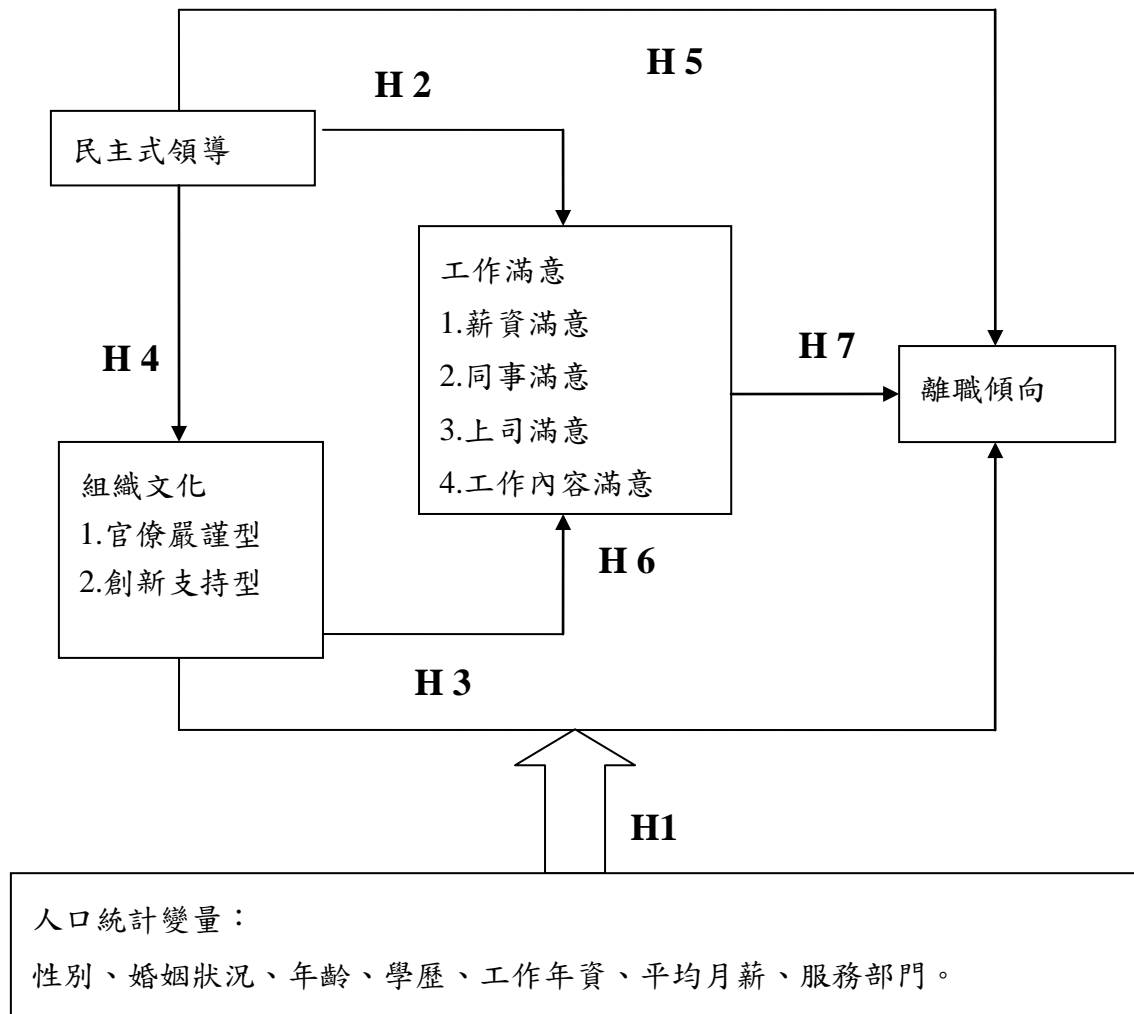 H 5
H 2
民主式領導
工作滿意
1.薪資滿意
H 7
2.同事滿意
H 4
3.上司滿意
離職傾向
4.工作內容滿意
組織文化
1.官僚嚴謹型
2.創新支持型
H 6
H 3
H1
人口統計變量：
性別、婚姻狀況、年齡、學歷、工作年資、平均月薪、服務部門。